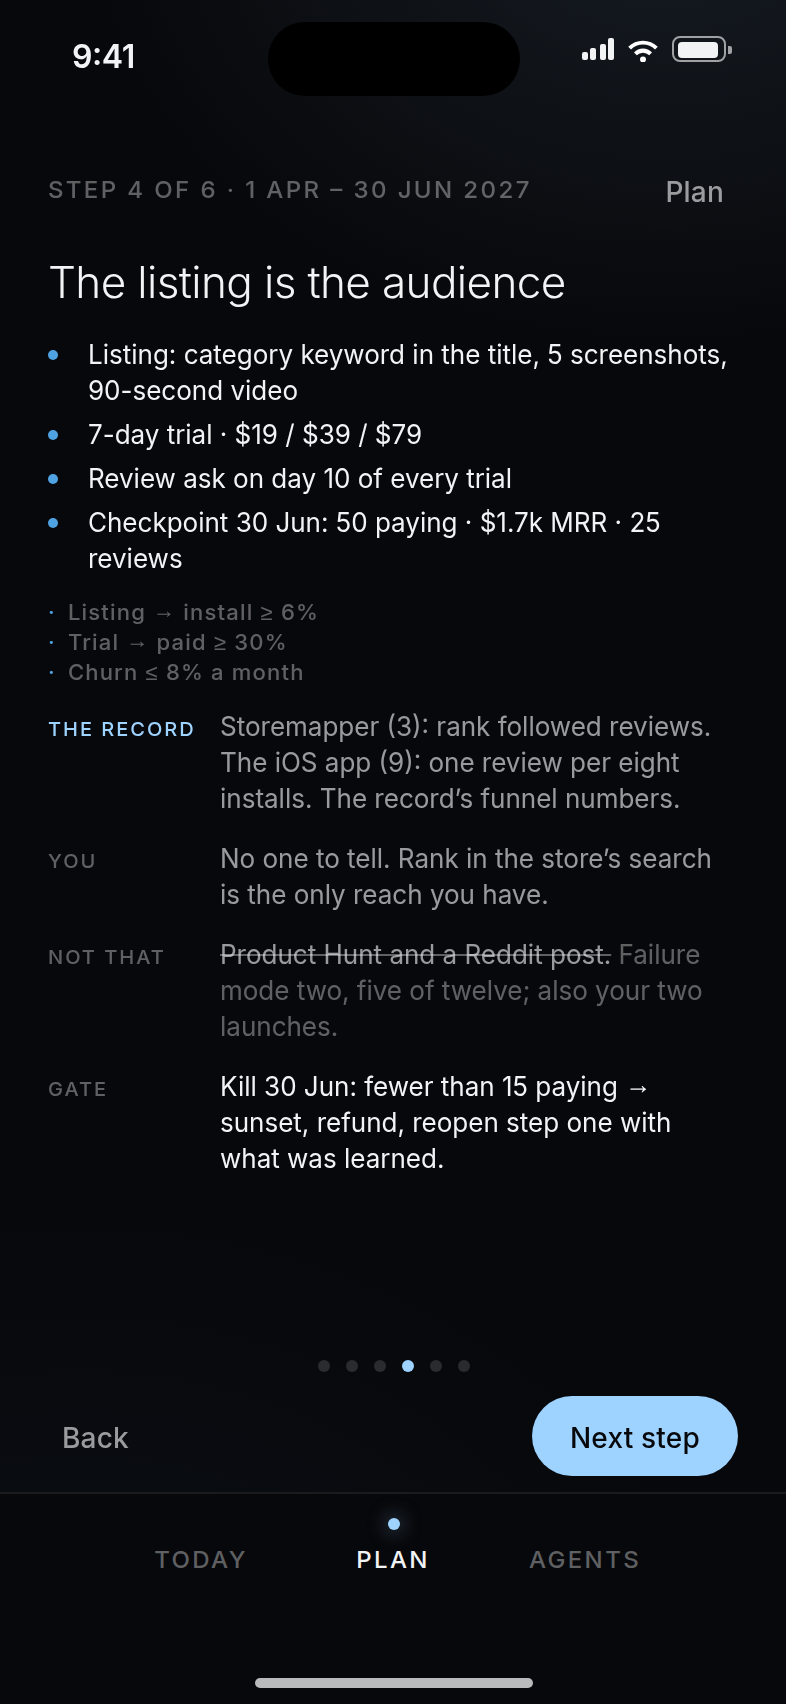 9:41
STEP 4 OF 6 · 1 APR – 30 JUN 2027
Plan
The listing is the audience
Listing: category keyword in the title, 5 screenshots,
90-second video
7-day trial · $19 / $39 / $79
Review ask on day 10 of every trial
Checkpoint 30 Jun: 50 paying · $1.7k MRR · 25
reviews
· Listing → install ≥ 6%
· Trial → paid ≥ 30%
· Churn ≤ 8% a month
THE RECORD
Storemapper (3): rank followed reviews.
The iOS app (9): one review per eight
installs. The record’s funnel numbers.
YOU
No one to tell. Rank in the store’s search
is the only reach you have.
NOT THAT
Product Hunt and a Reddit post. Failure
mode two, five of twelve; also your two
launches.
GATE
Kill 30 Jun: fewer than 15 paying →
sunset, refund, reopen step one with
what was learned.
Back
Next step
TODAY
PLAN
AGENTS